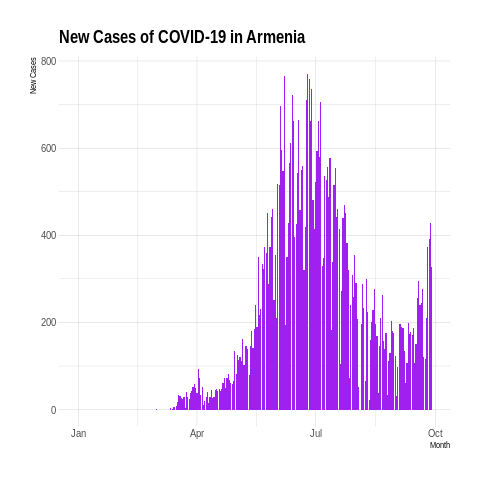 New Cases of COVID-19 in Armenia
New Cases
800
600
400
200
0
Jan Apr Jul Oct
Month